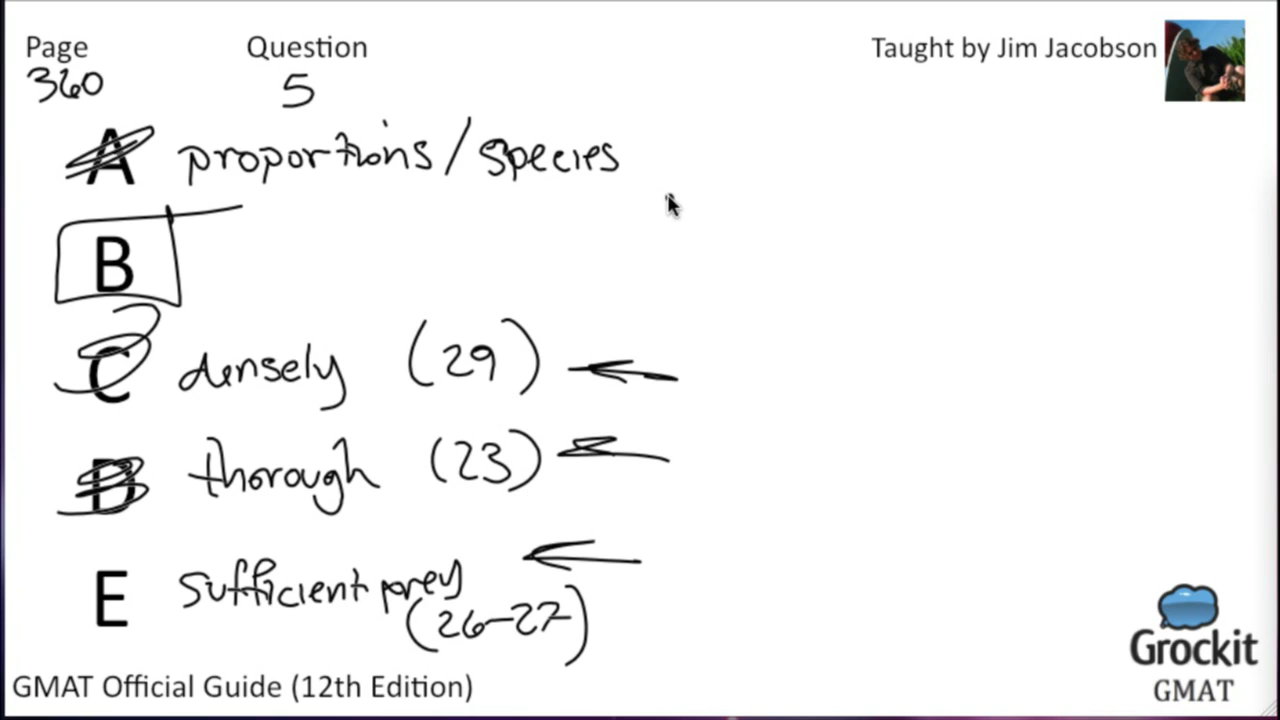 Page Question Taught by Jim Jacobson
360 5
A proportions/species
B
C densely (29)
D thorough (23)
E sufficient prey
(26-27)
Grockit
GMAT
GMAT Official Guide (12th Edition)